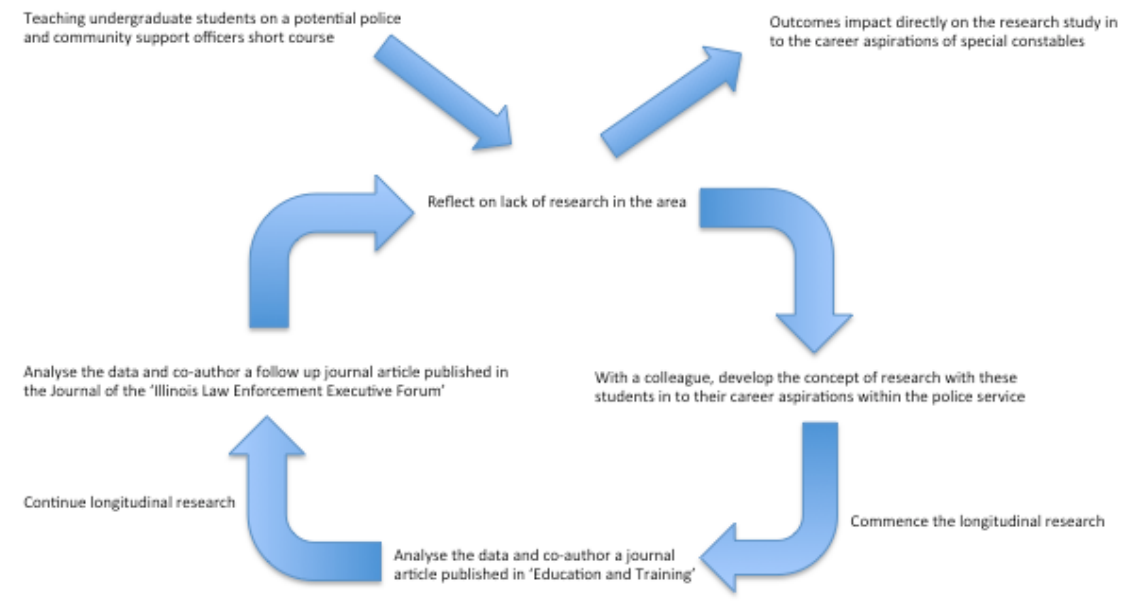 Teaching undergraduate students on a potential police
and community support officers short course
Outcomes impact directly on the research study in
to the career aspirations of special constables
Reflect on lack of research in the area
With a colleague, develop the concept of research with these
students in to their career aspirations within the police service
Commence the longitudinal research
Analyse the data and co-author a journal
article published in ‘Education and Training’
Continue longitudinal research
Analyse the data and co-author a follow up journal article published in
the Journal of the ‘Illinois Law Enforcement Executive Forum’